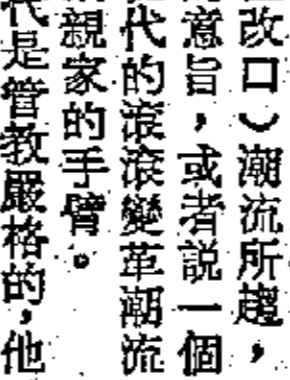 改口）潮流所趨，
意旨，或者說一個
代的滾滾變革潮流
親家的手臂。
代是管教嚴格的，他